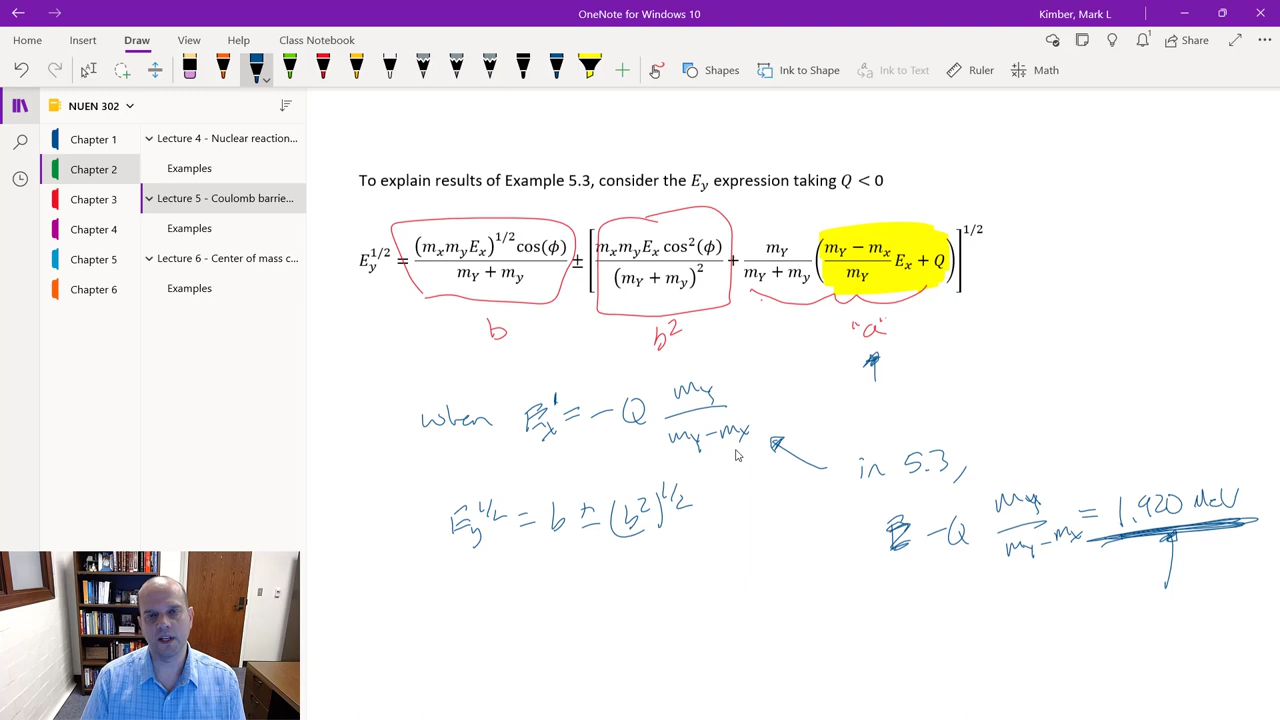 OneNote for Windows 10
Kimber, Mark L
Home Insert Draw View Help Class Notebook
Share
Shapes Ink to Shape Ink to Text Ruler Math
NUEN 302
Chapter 1
Chapter 2
Chapter 3
Chapter 4
Chapter 5
Chapter 6
Lecture 4 - Nuclear reaction...
Examples
Lecture 5 - Coulomb barrie...
Examples
Lecture 6 - Center of mass c...
Examples
To explain results of Example 5.3, consider the E_y expression taking Q < 0
E_y^{1/2} = (m_x m_y E_x)^{1/2} cos(ϕ) / (m_Y + m_y) ± [ m_x m_y E_x cos²(ϕ) / (m_Y + m_y)² + m_Y / (m_Y + m_y) ( (m_Y − m_x) / m_Y E_x + Q ) ]^{1/2}
b b² "a"
when E_x' = −Q m_Y / (m_Y − m_x)
in 5.3,
E_y^{1/2} = b ± (b²)^{1/2}
−Q m_Y / (m_Y − m_x) = 1.920 MeV